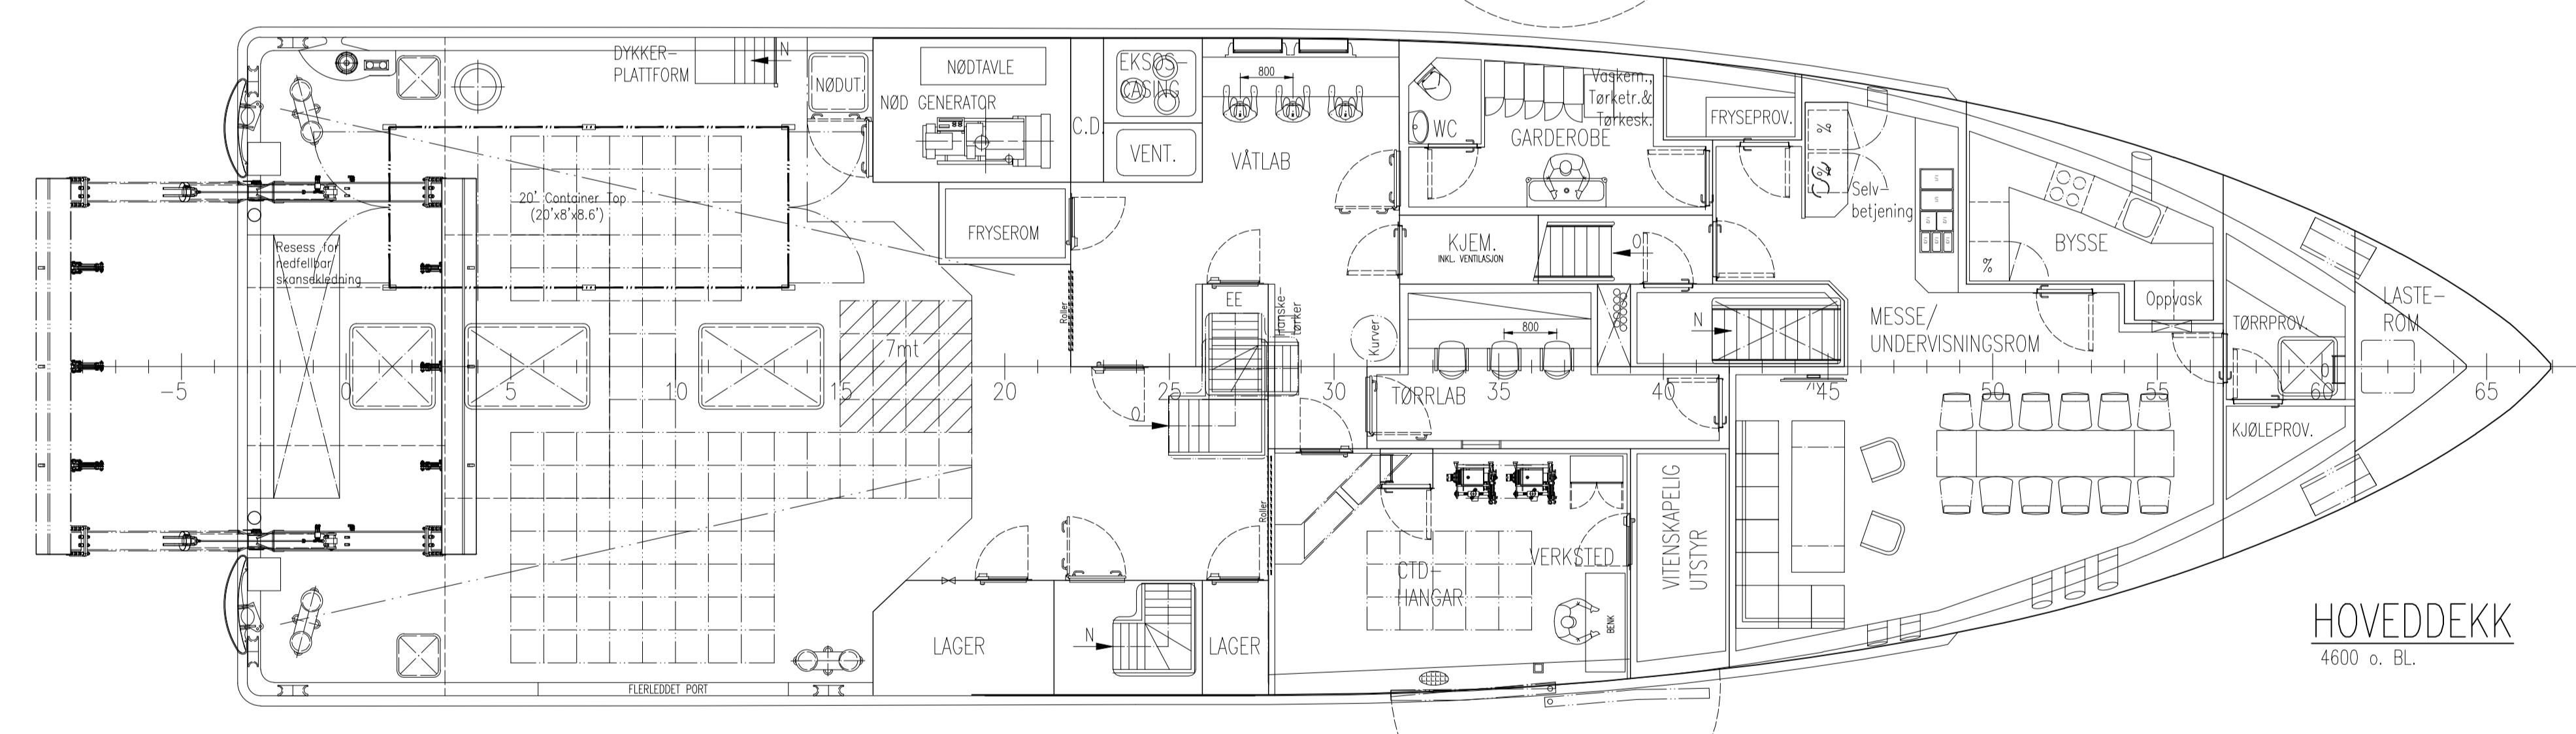 DYKKER-
PLATTFORM
N
NØDUT.
NØDTAVLE
NØD GENERATOR
C.D.
EKSOS-
CASING
VENT.
800
VÅTLAB
WC
GARDEROBE
Vaskem.,
Tørketr.&
Tørkesk.
FRYSEPROV.
%
%
Selv-
betjening
BYSSE
%
Oppvask
20' Container Top
(20'x8'x8.6')
Resess for
nedfellbar
skansekledning
FRYSEROM
Roller
EE
Hanske-
tørker
Kurver
KJEM.
INKL. VENTILASJON
O
N
800
MESSE/
UNDERVISNINGSROM
TØRRPROV.
LASTE-
ROM
7mt
-5
0
5
10
15
20
25
30
35
40
45
50
55
60
65
O
O
TØRRLAB
KJØLEPROV.
Roller
CTD-
HANGAR
VERKSTED
BENK
VITENSKAPELIG
UTSTYR
LAGER
N
LAGER
FLERLEDDET PORT
HOVEDDEKK
4600 o. BL.